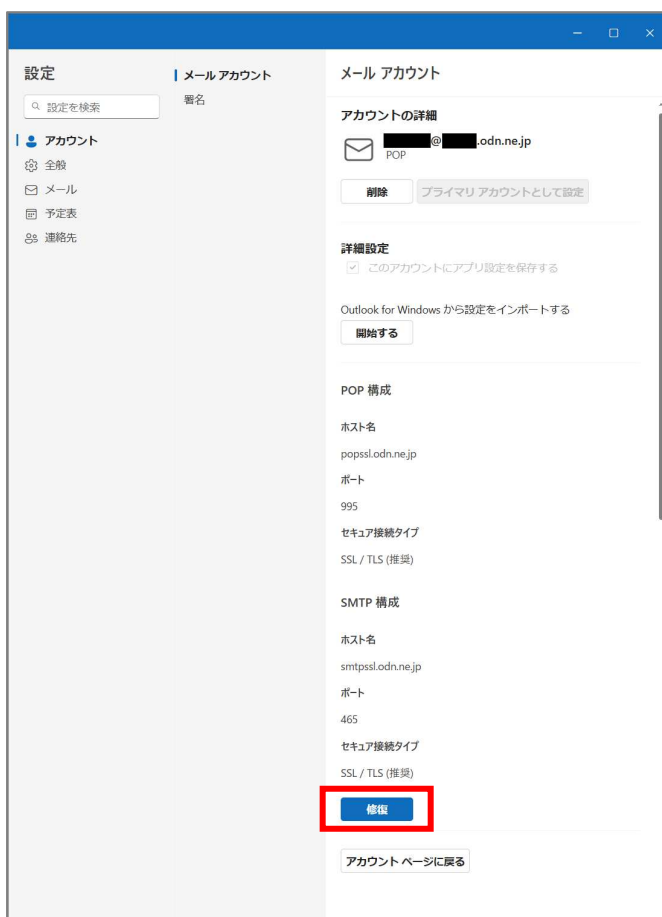 設定
設定を検索
アカウント
全般
メール
予定表
連絡先
メール アカウント
署名
メール アカウント
アカウントの詳細
@ .odn.ne.jp
POP
削除 プライマリ アカウントとして設定
詳細設定
このアカウントにアプリ設定を保存する
Outlook for Windows から設定をインポートする
開始する
POP 構成
ホスト名
popssl.odn.ne.jp
ポート
995
セキュア接続タイプ
SSL / TLS (推奨)
SMTP 構成
ホスト名
smtpssl.odn.ne.jp
ポート
465
セキュア接続タイプ
SSL / TLS (推奨)
修復
アカウント ページに戻る